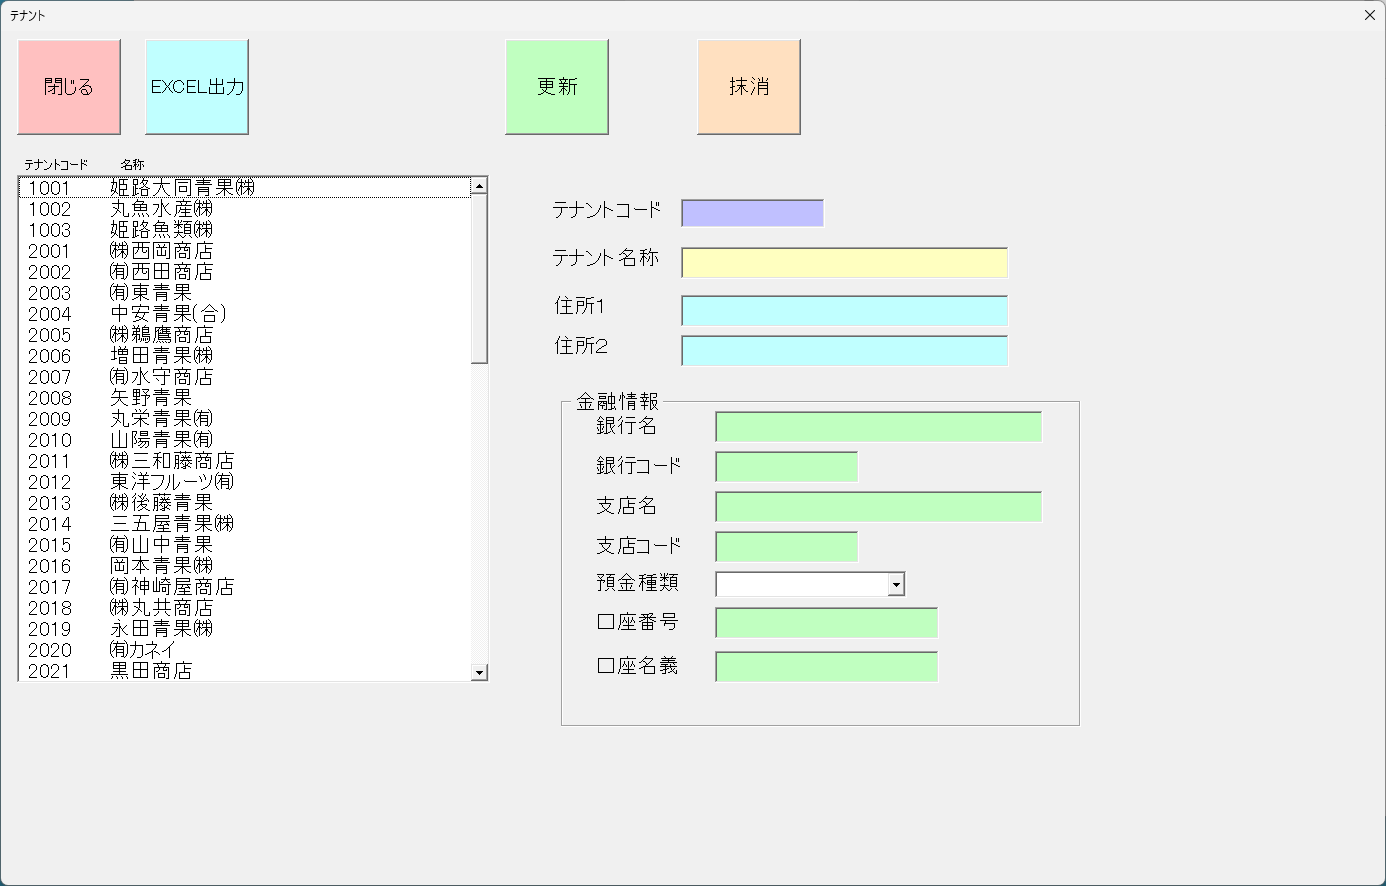 テナント
閉じる
EXCEL出力
更新
抹消
テナントコード 名称
1001 姫路大同青果㈱
1002 丸魚水産㈱
1003 姫路魚類㈱
2001 ㈱西岡商店
2002 ㈲西田商店
2003 ㈲東青果
2004 中安青果(合)
2005 ㈱鵜鷹商店
2006 増田青果㈱
2007 ㈲水守商店
2008 矢野青果
2009 丸栄青果㈲
2010 山陽青果㈲
2011 ㈱三和藤商店
2012 東洋フルーツ㈲
2013 ㈱後藤青果
2014 三五屋青果㈱
2015 ㈲山中青果
2016 岡本青果㈱
2017 ㈲神崎屋商店
2018 ㈱丸共商店
2019 永田青果㈱
2020 ㈲カネイ
2021 黒田商店
テナントコード
テナント名称
住所1
住所2
金融情報
銀行名
銀行コード
支店名
支店コード
預金種類
口座番号
口座名義